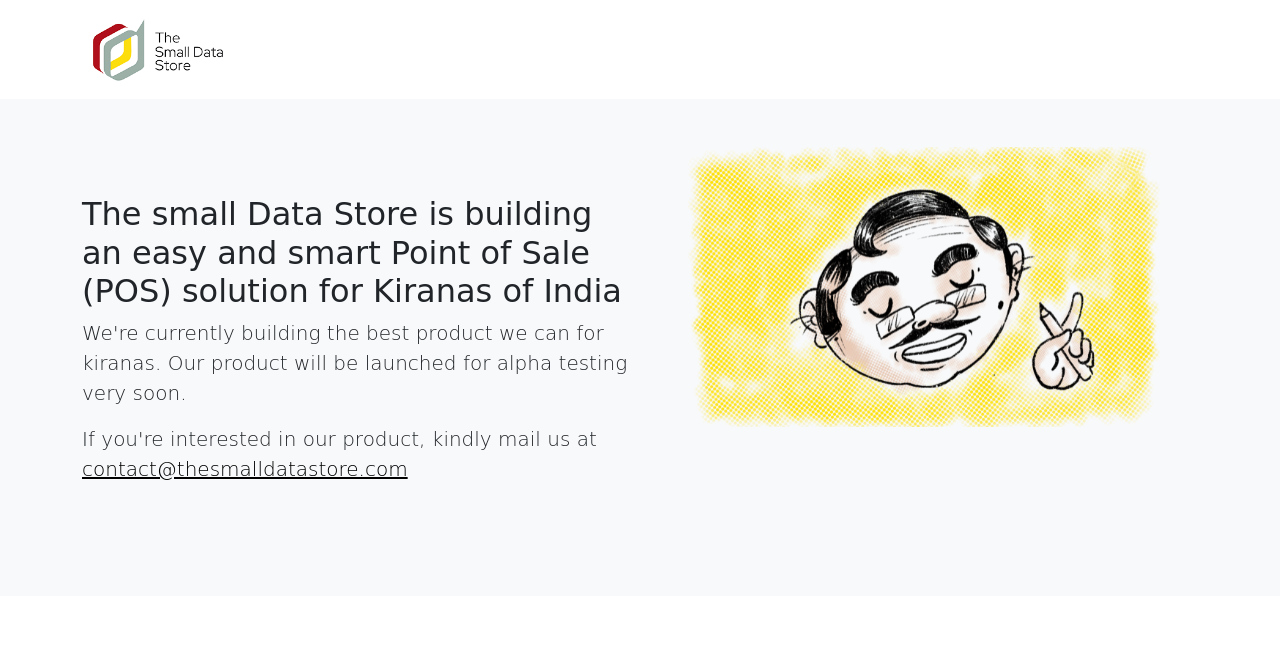 The
Small Data
Store
The small Data Store is building
an easy and smart Point of Sale
(POS) solution for Kiranas of India
We're currently building the best product we can for
kiranas. Our product will be launched for alpha testing
very soon.
If you're interested in our product, kindly mail us at
contact@thesmalldatastore.com